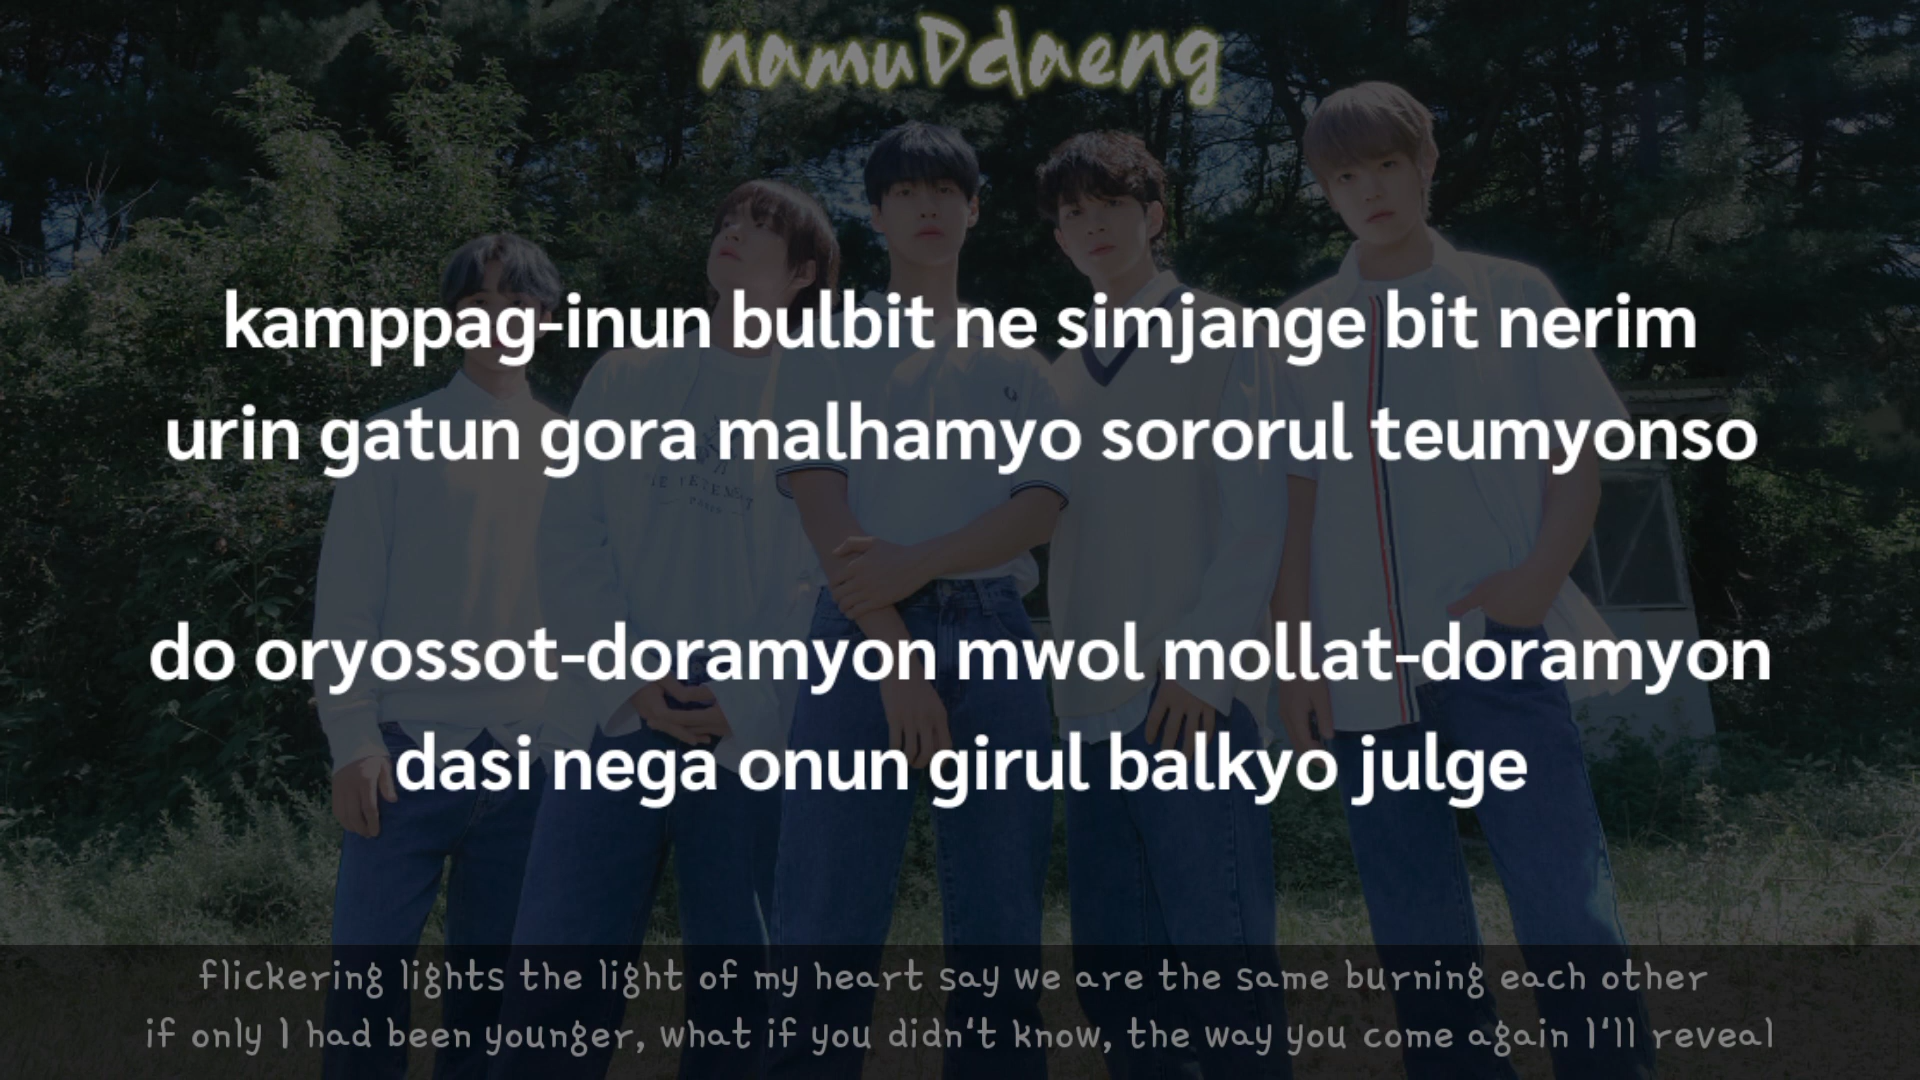 namuDdaeng
kamppag-inun bulbit ne simjange bit nerim
urin gatun gora malhamyo sororul teumyonso
do oryossot-doramyon mwol mollat-doramyon
dasi nega onun girul balkyo julge
flickering lights the light of my heart say we are the same burning each other
if only I had been younger, what if you didn't know, the way you come again I'll reveal